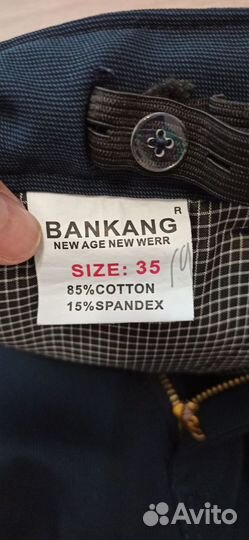 R
BANKANG
NEW AGE NEW WERR
SIZE: 35
85%COTTON
15%SPANDEX
Avito